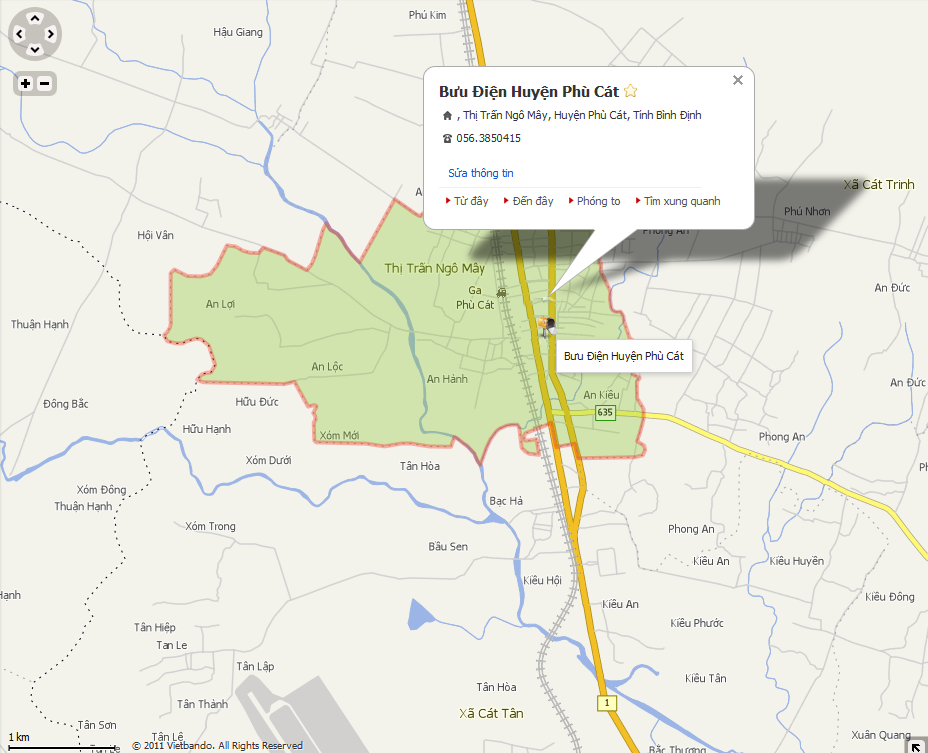 Phú Kim
Hậu Giang
Bưu Điện Huyện Phù Cát
, Thị Trấn Ngô Mây, Huyện Phù Cát, Tỉnh Bình Định
056.3850415
Sửa thông tin
Từ đây
Đến đây
Phóng to
Tìm xung quanh
Xã Cát Trinh
Phú Nhơn
Phong An
Hội Vân
Thị Trấn Ngô Mây
Ga
Phù Cát
An Đức
An Lợi
Thuận Hạnh
Bưu Điện Huyện Phù Cát
An Lộc
An Hành
An Đức
An Kiều
635
Đông Bắc
Hữu Đức
Hữu Hạnh
Xóm Mới
Phong An
Xóm Dưới
Tân Hòa
Xóm Đông
Thuận Hạnh
Bạc Hà
Xóm Trong
Phong An
Bầu Sen
Kiều An
Kiều Huyền
Kiều Hội
Kiều An
Kiều Đông
Kiều Phước
Tân Hiệp
Tan Le
Tân Lập
Kiều Tân
Tân Hòa
Tân Thành
1
Xã Cát Tân
Tân Sơn
Tân Lê
Xuân Quang
1 km
© 2011 Vietbando. All Rights Reserved
Bắc Thượng